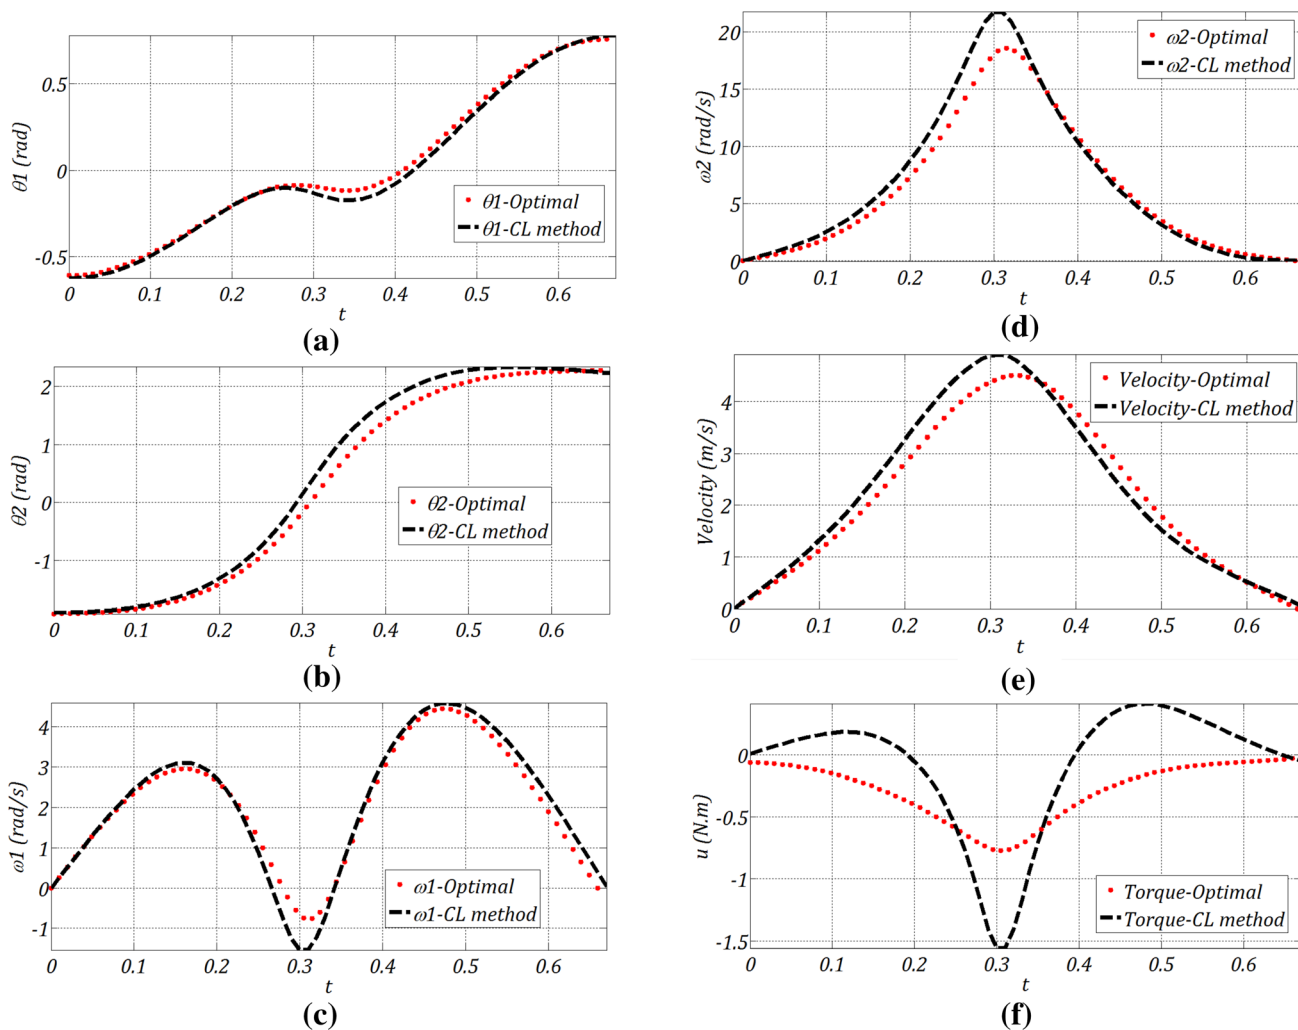 θ1 (rad)
0.5
0
-0.5
θ1-Optimal
θ1-CL method
0 0.1 0.2 0.3 0.4 0.5 0.6
t
(a)
θ2 (rad)
2
1
0
-1
θ2-Optimal
θ2-CL method
0 0.1 0.2 0.3 0.4 0.5 0.6
t
(b)
ω1 (rad/s)
4
3
2
1
0
-1
ω1-Optimal
ω1-CL method
0 0.1 0.2 0.3 0.4 0.5 0.6
t
(c)
ω2 (rad/s)
20
15
10
5
0
ω2-Optimal
ω2-CL method
0 0.1 0.2 0.3 0.4 0.5 0.6
t
(d)
Velocity (m/s)
4
3
2
1
0
Velocity-Optimal
Velocity-CL method
0 0.1 0.2 0.3 0.4 0.5 0.6
t
(e)
u (N.m)
0
-0.5
-1
-1.5
Torque-Optimal
Torque-CL method
0 0.1 0.2 0.3 0.4 0.5 0.6
t
(f)